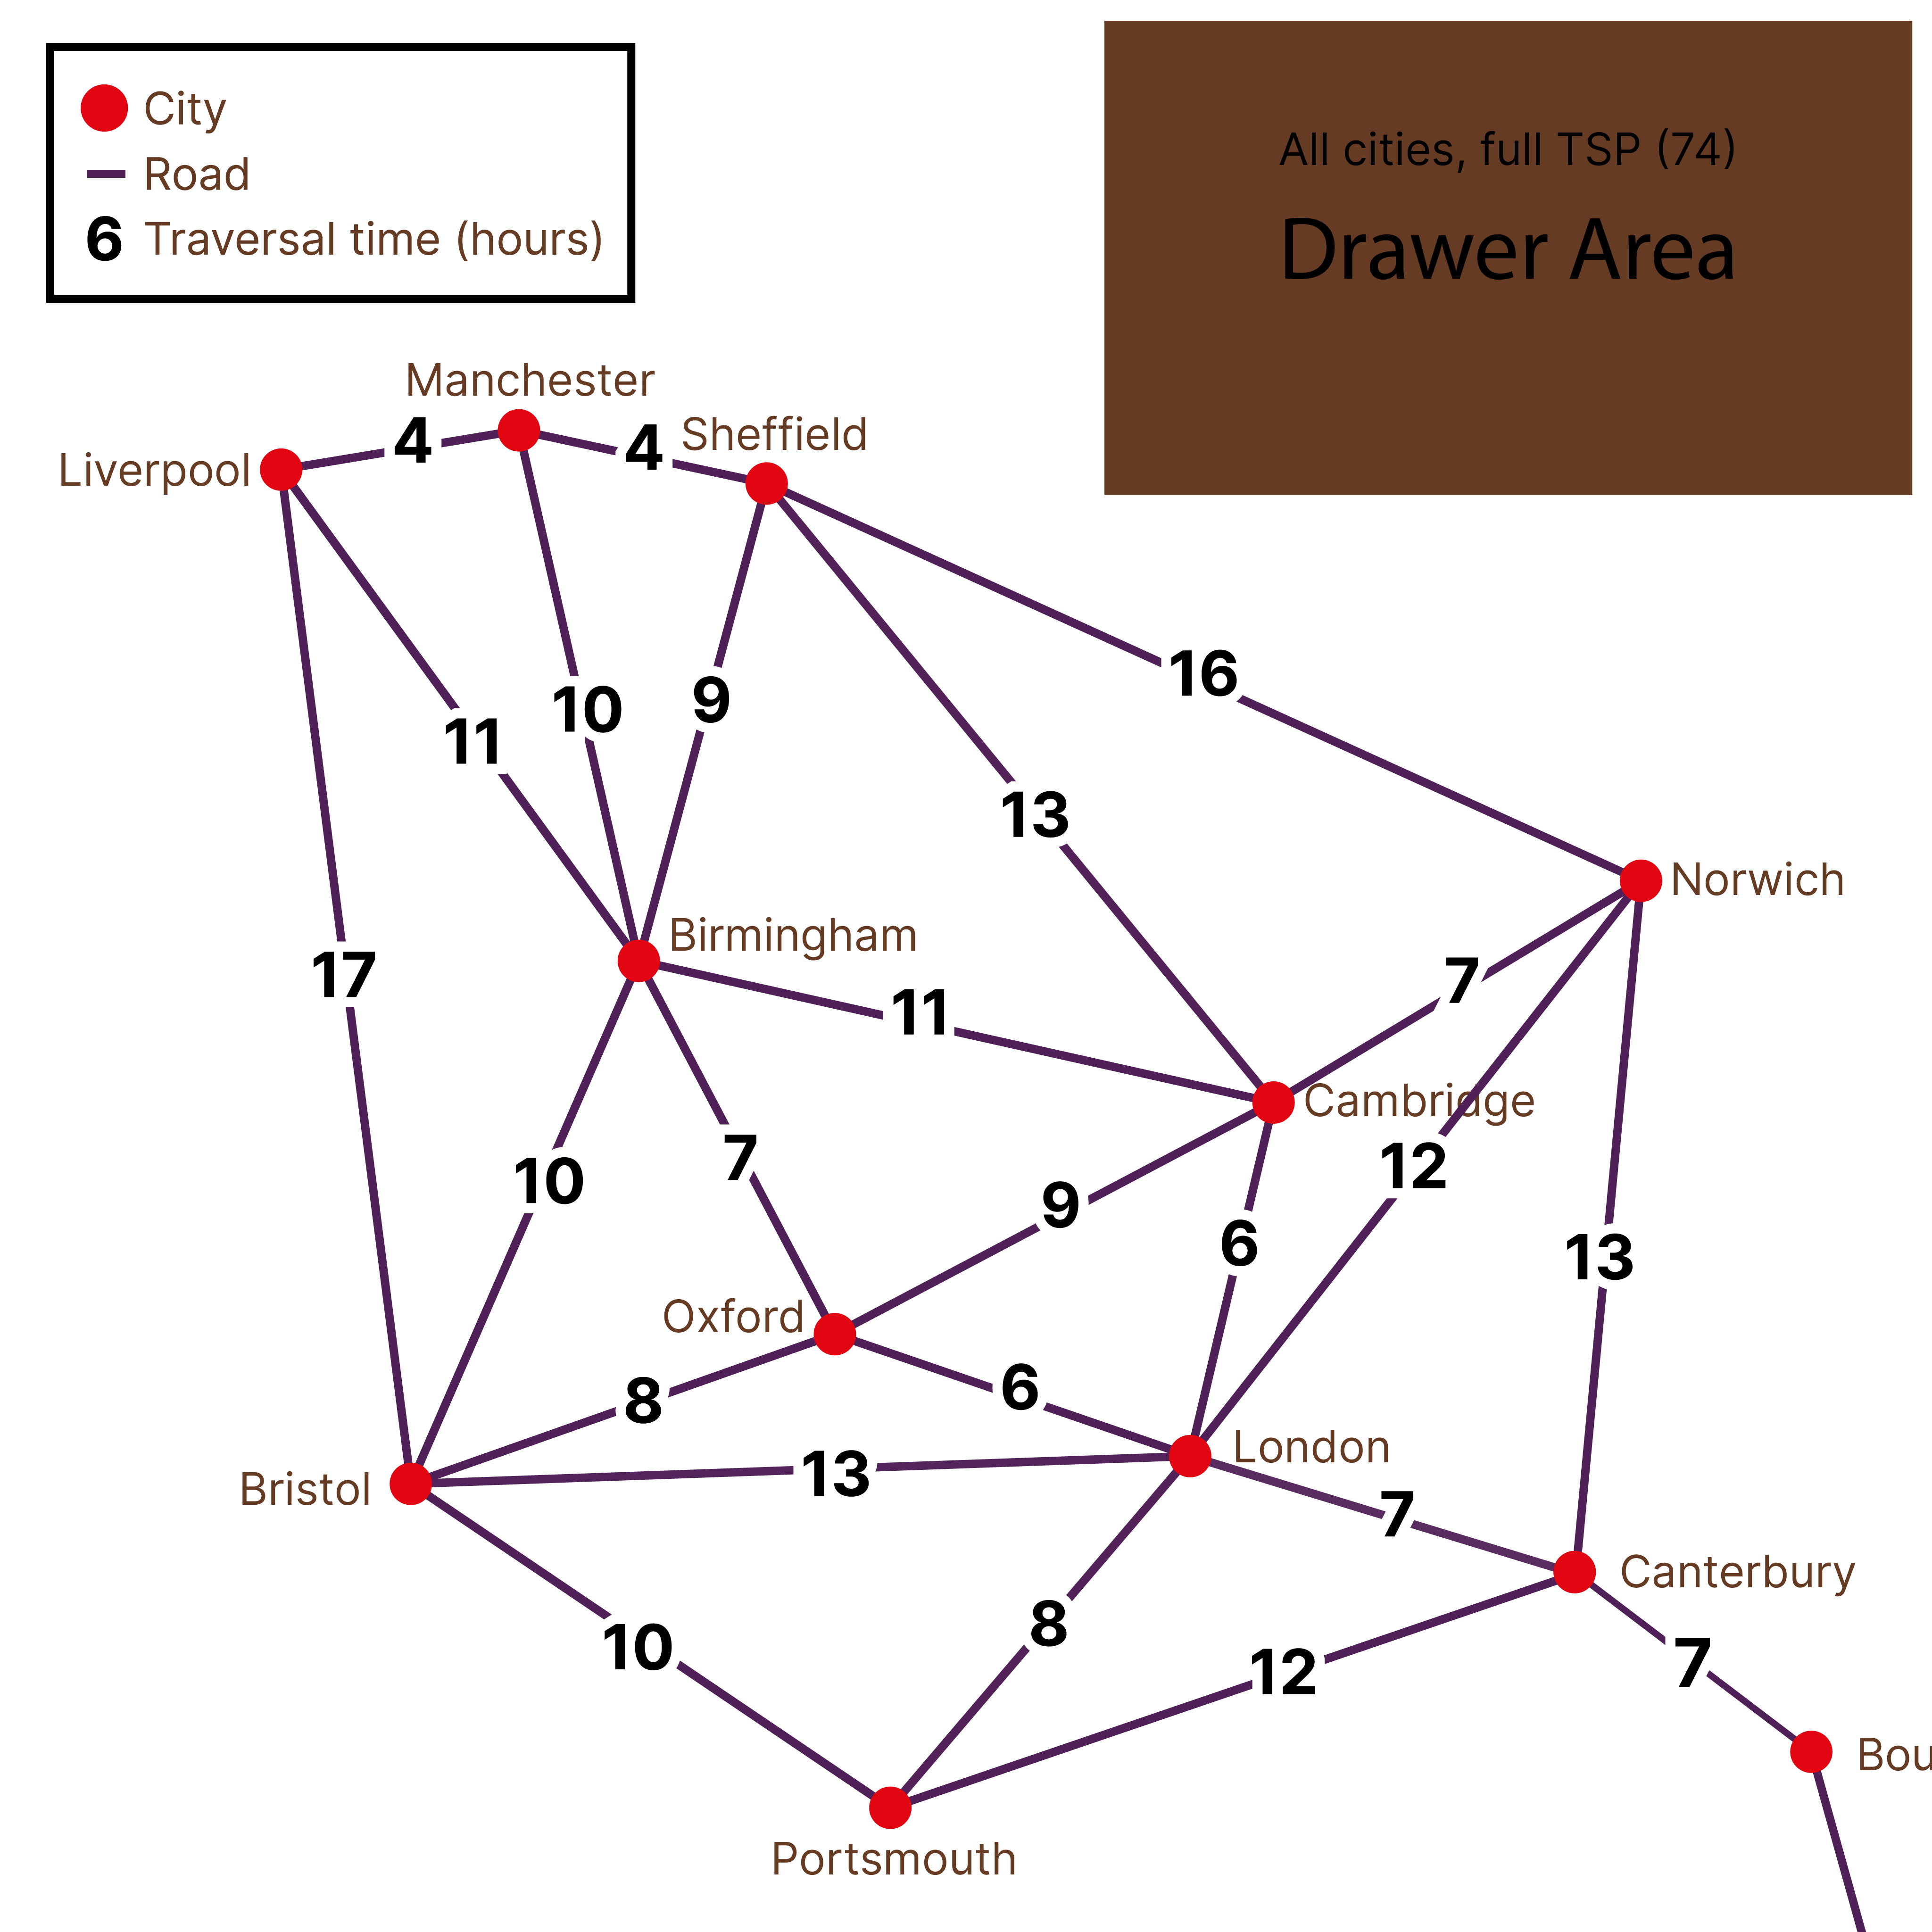 City
Road
6 Traversal time (hours)
All cities, full TSP (74)
Drawer Area
Manchester
Liverpool
4
4
Sheffield
16
11
10
9
13
Norwich
17
Birmingham
7
11
Cambridge
12
10
7
9
6
13
Oxford
8
6
London
13
Bristol
7
Canterbury
10
8
12
7
Bou
Portsmouth